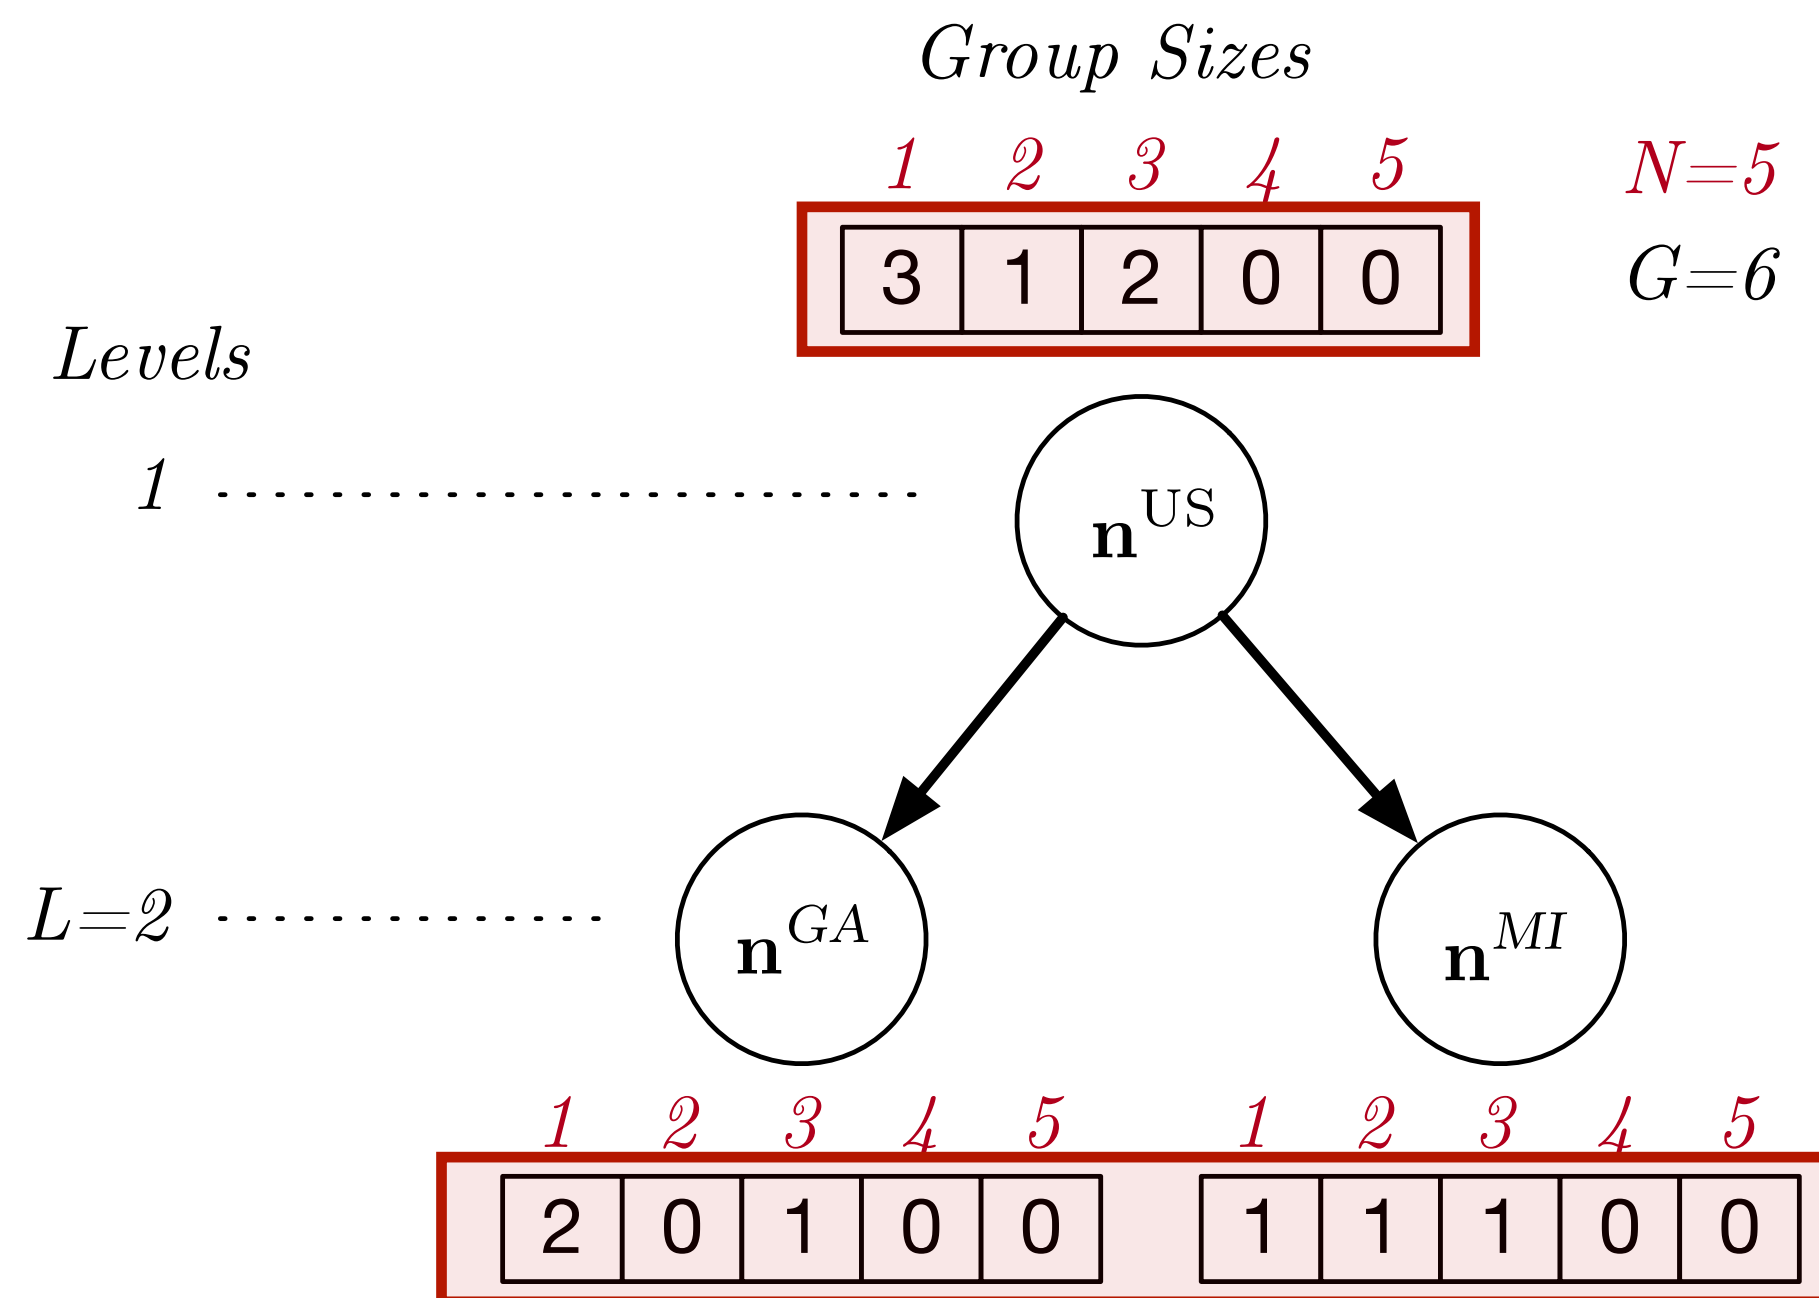 Group Sizes
1 2 3 4 5
N=5
3 1 2 0 0
G=6
Levels
1
n^US
L=2
n^GA
n^MI
1 2 3 4 5
1 2 3 4 5
2 0 1 0 0
1 1 1 0 0